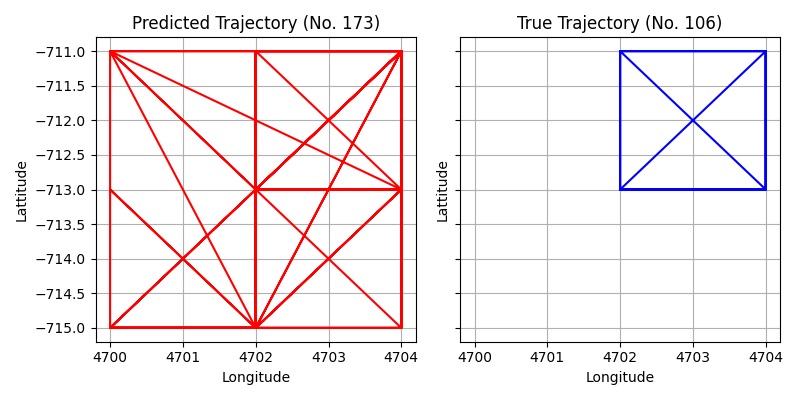 Predicted Trajectory (No. 173)
Lattitude
−711.0
−711.5
−712.0
−712.5
−713.0
−713.5
−714.0
−714.5
−715.0
4700 4701 4702 4703 4704
Longitude
True Trajectory (No. 106)
Lattitude
4700 4701 4702 4703 4704
Longitude